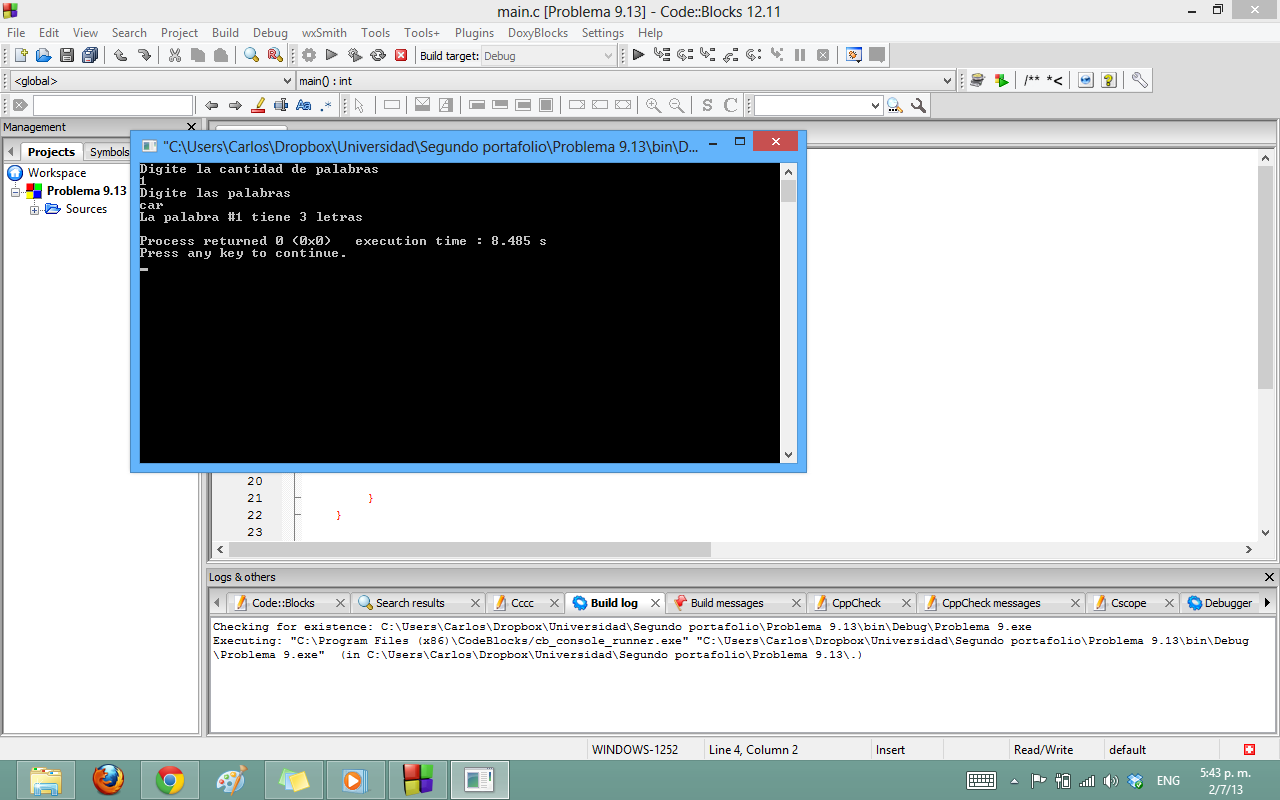 main.c [Problema 9.13] - Code::Blocks 12.11
File Edit View Search Project Build Debug wxSmith Tools Tools+ Plugins DoxyBlocks Settings Help
Build target: Debug
<global> main() : int
/** *<
Aa .*
S C
Management
Projects Symbols
Workspace
Problema 9.13
Sources
"C:\Users\Carlos\Dropbox\Universidad\Segundo portafolio\Problema 9.13\bin\D...
Digite la cantidad de palabras
1
Digite las palabras
car
La palabra #1 tiene 3 letras
Process returned 0 (0x0)   execution time : 8.485 s
Press any key to continue.
20
21 }
22 }
23
Logs & others
Code::Blocks Search results Cccc Build log Build messages CppCheck CppCheck messages Cscope Debugger
Checking for existence: C:\Users\Carlos\Dropbox\Universidad\Segundo portafolio\Problema 9.13\bin\Debug\Problema 9.exe
Executing: "C:\Program Files (x86)\CodeBlocks/cb_console_runner.exe" "C:\Users\Carlos\Dropbox\Universidad\Segundo portafolio\Problema 9.13\bin\Debug
\Problema 9.exe"  (in C:\Users\Carlos\Dropbox\Universidad\Segundo portafolio\Problema 9.13\.)
WINDOWS-1252 Line 4, Column 2 Insert Read/Write default
ENG
5:43 p. m.
2/7/13